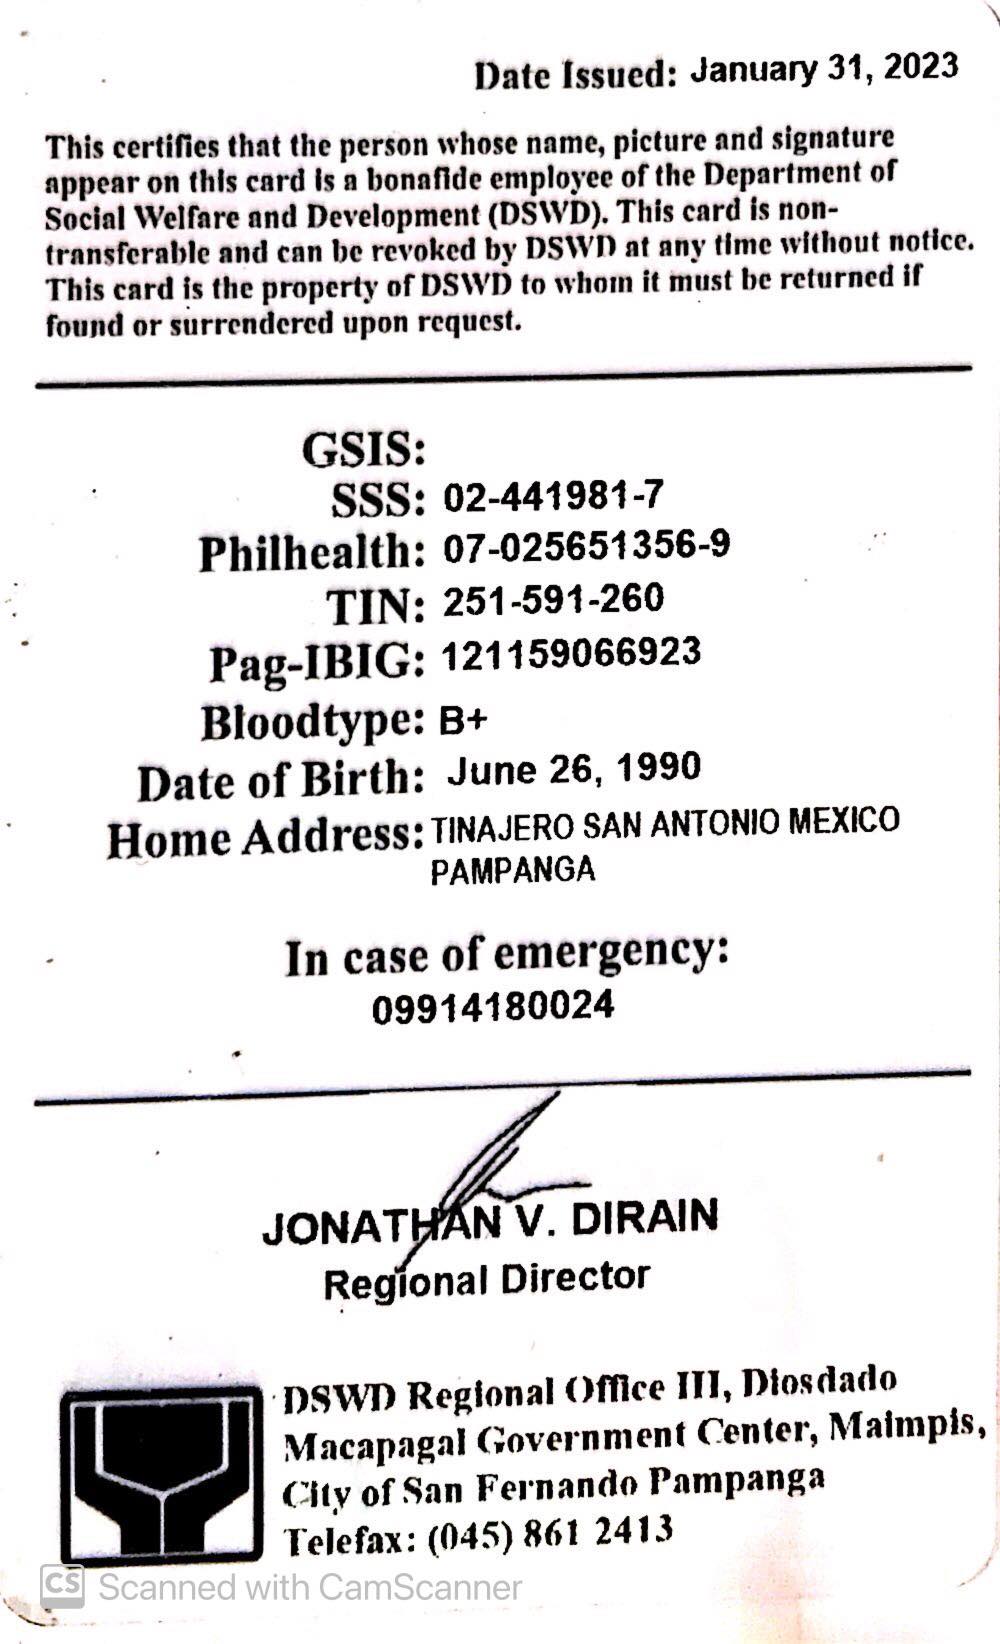 Date Issued: January 31, 2023
This certifies that the person whose name, picture and signature
appear on this card is a bonafide employee of the Department of
Social Welfare and Development (DSWD). This card is non-
transferable and can be revoked by DSWD at any time without notice.
This card is the property of DSWD to whom it must be returned if
found or surrendered upon request.
GSIS:
SSS: 02-441981-7
Philhealth: 07-025651356-9
TIN: 251-591-260
Pag-IBIG: 121159066923
Bloodtype: B+
Date of Birth: June 26, 1990
Home Address: TINAJERO SAN ANTONIO MEXICO
PAMPANGA
In case of emergency:
09914180024
JONATHAN V. DIRAIN
Regional Director
DSWD Regional Office III, Diosdado
Macapagal Government Center, Maimpis,
City of San Fernando Pampanga
Telefax: (045) 861 2413
CS Scanned with CamScanner